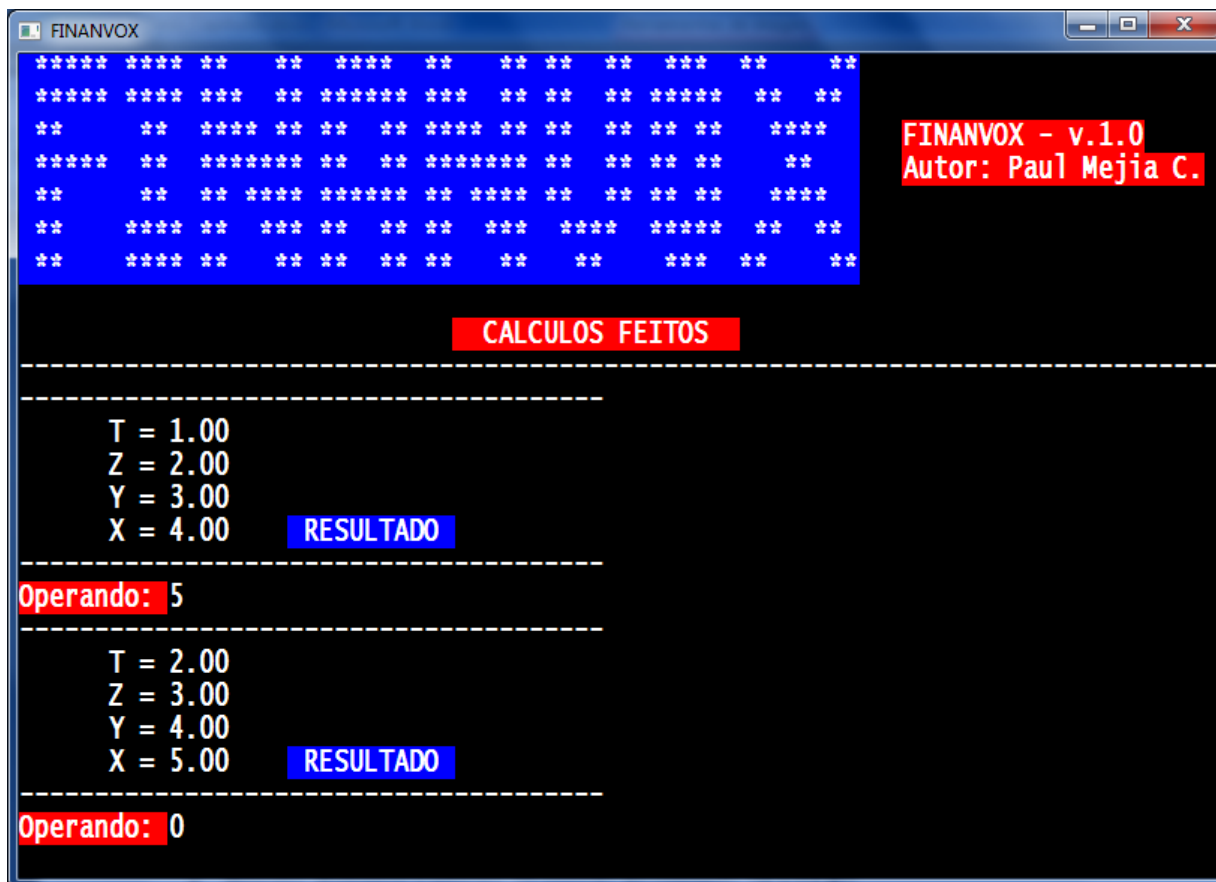 FINANVOX
***** **** **   **  ****  **   ** **  **  ***  **    **
***** **** ***  ** ****** ***  ** **  ** *****  **  **
**     **  **** ** **  ** **** ** **  ** ** **   ****
*****  **  ******* **  ** ******* **  ** ** **    **
**     **  ** **** ****** ** **** **  ** ** **   ****
**    **** **  *** **  ** **  ***  ****  *****  **  **
**    **** **   ** **  ** **   **   **    ***  **    **
FINANVOX - v.1.0
Autor: Paul Mejia C.
CALCULOS FEITOS
T = 1.00
Z = 2.00
Y = 3.00
X = 4.00 RESULTADO
Operando: 5
T = 2.00
Z = 3.00
Y = 4.00
X = 5.00 RESULTADO
Operando: 0